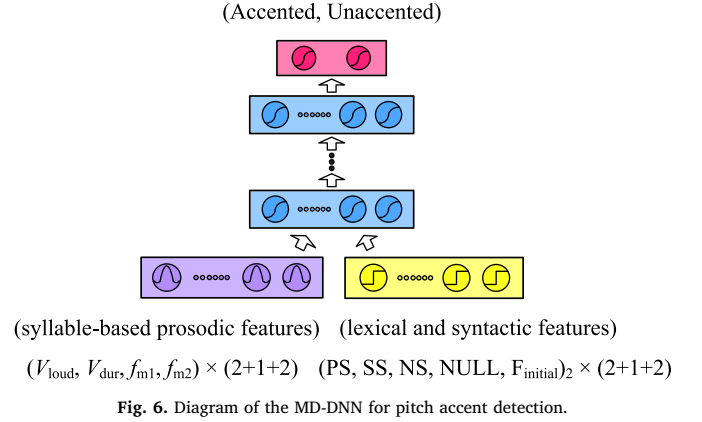 (Accented, Unaccented)
(syllable-based prosodic features) (lexical and syntactic features)
(Vloud, Vdur, fm1, fm2) × (2+1+2) (PS, SS, NS, NULL, Finitial)2 × (2+1+2)
Fig. 6. Diagram of the MD-DNN for pitch accent detection.